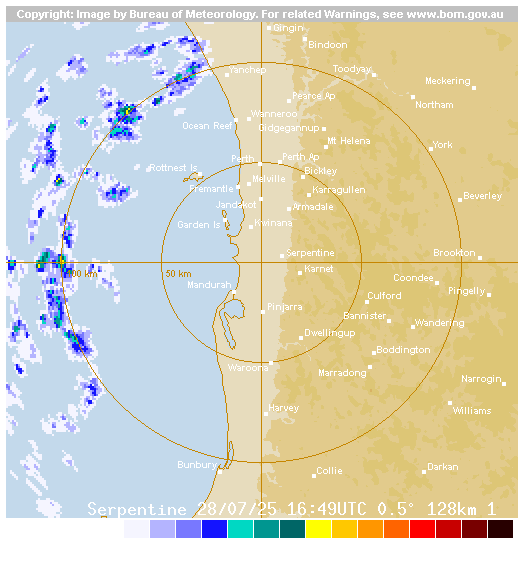 Copyright: Image by Bureau of Meteorology. For related Warnings, see www.bom.gov.au
Gingin
Bindoon
Yanchep
Toodyay
Meckering
Pearce Ap
Northam
Wanneroo
Ocean Reef
Gidgegannup
Mt Helena
York
Perth
Perth Ap
Rottnest Is
Bickley
Melville
Fremantle
Karragullen
Beverley
Jandakot
Armadale
Garden Is
Kwinana
Serpentine
Brookton
Karnet
00 km
50 km
Coondee
Mandurah
Pingelly
Culford
Pinjarra
Bannister
Wandering
Dwellingup
Boddington
Waroona
Marradong
Narrogin
Harvey
Williams
Bunbury
Collie
Darkan
Serpentine 28/07/25 16:49UTC 0.5° 128km 1